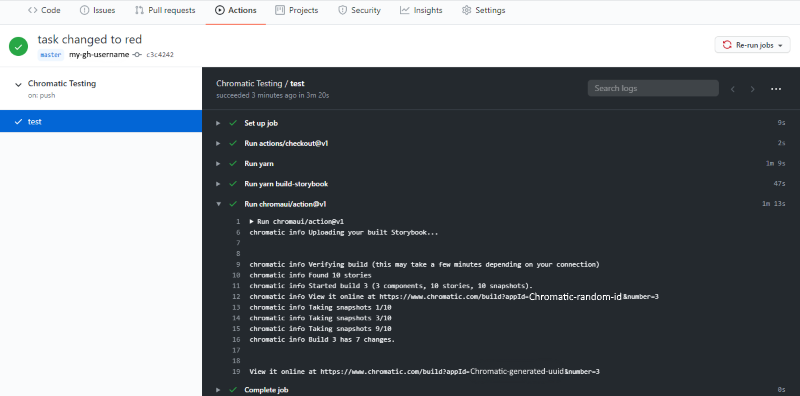 Code Issues Pull requests Actions Projects Security Insights Settings
task changed to red
master my-gh-username c3c4242
Re-run jobs
Chromatic Testing
on: push
test
Chromatic Testing / test
succeeded 3 minutes ago in 3m 20s
Search logs
Set up job 9s
Run actions/checkout@v1 2s
Run yarn 1m 9s
Run yarn build-storybook 47s
Run chromaui/action@v1 1m 13s
1 Run chromaui/action@v1
6 chromatic info Uploading your built Storybook...
7
8
9 chromatic info Verifying build (this may take a few minutes depending on your connection)
10 chromatic info Found 10 stories
11 chromatic info Started build 3 (3 components, 10 stories, 10 snapshots).
12 chromatic info View it online at https://www.chromatic.com/build?appId=Chromatic-random-id&number=3
13 chromatic info Taking snapshots 1/10
14 chromatic info Taking snapshots 3/10
15 chromatic info Taking snapshots 9/10
16 chromatic info Build 3 has 7 changes.
17
18
19 View it online at https://www.chromatic.com/build?appId=Chromatic-generated-uuid&number=3
Complete job 0s